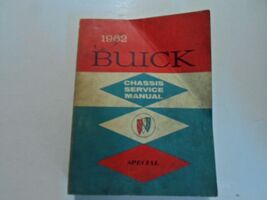 1962
BUICK
CHASSIS
SERVICE
MANUAL
SPECIAL